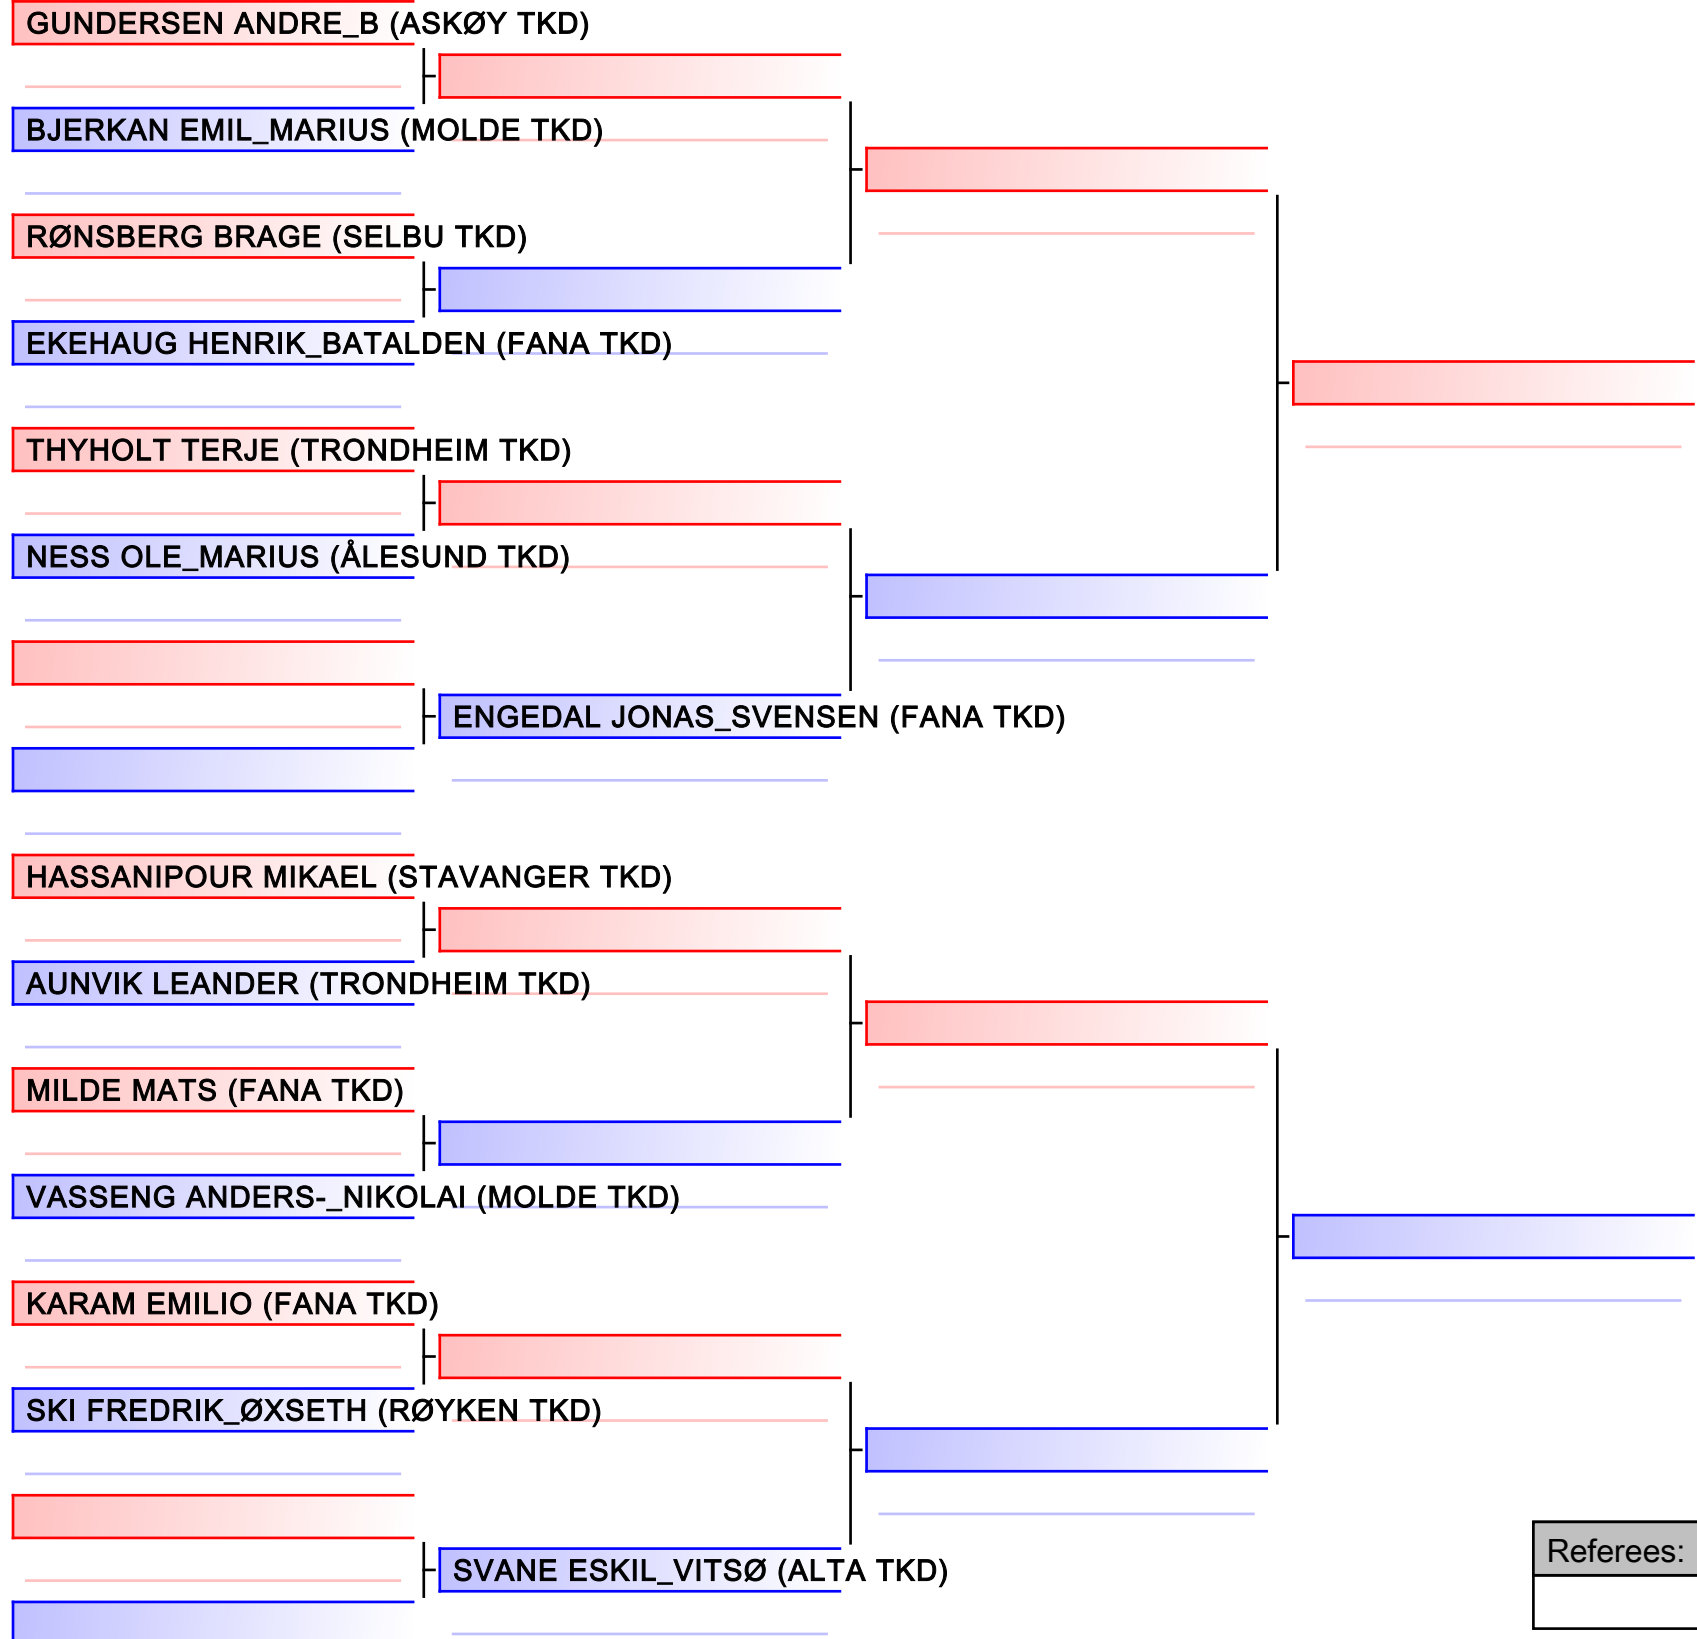 GUNDERSEN ANDRE_B (ASKØY TKD)
BJERKAN EMIL_MARIUS (MOLDE TKD)
RØNSBERG BRAGE (SELBU TKD)
EKEHAUG HENRIK_BATALDEN (FANA TKD)
THYHOLT TERJE (TRONDHEIM TKD)
NESS OLE_MARIUS (ÅLESUND TKD)
ENGEDAL JONAS_SVENSEN (FANA TKD)
HASSANIPOUR MIKAEL (STAVANGER TKD)
AUNVIK LEANDER (TRONDHEIM TKD)
MILDE MATS (FANA TKD)
VASSENG ANDERS-_NIKOLAI (MOLDE TKD)
KARAM EMILIO (FANA TKD)
SKI FREDRIK_ØXSETH (RØYKEN TKD)
SVANE ESKIL_VITSØ (ALTA TKD)
Referees: